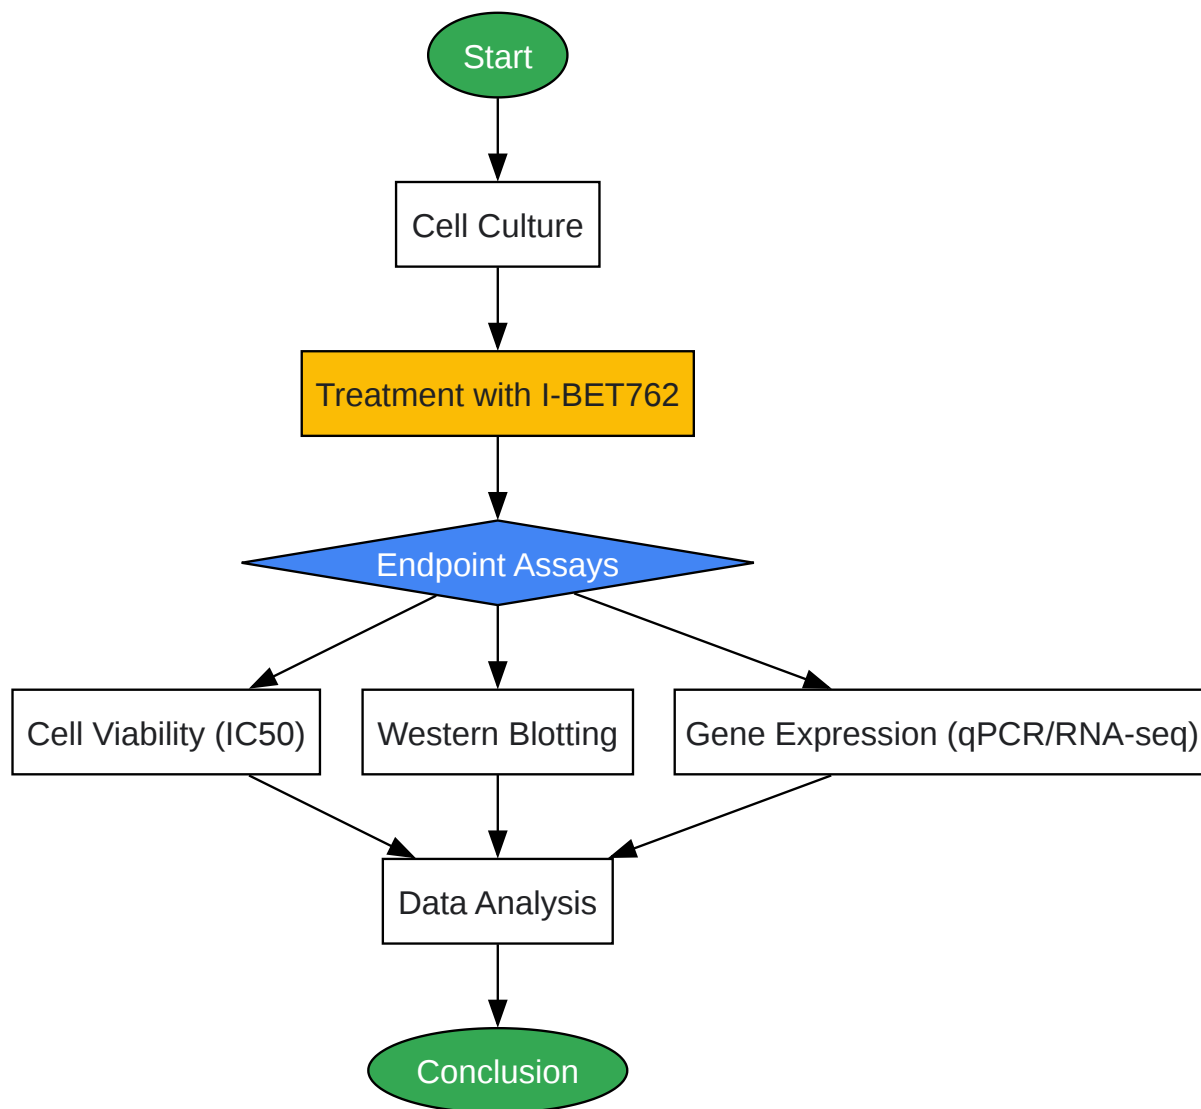 Start
Cell Culture
Treatment with I-BET762
Endpoint Assays
Cell Viability (IC50)
Western Blotting
Gene Expression (qPCR/RNA-seq)
Data Analysis
Conclusion